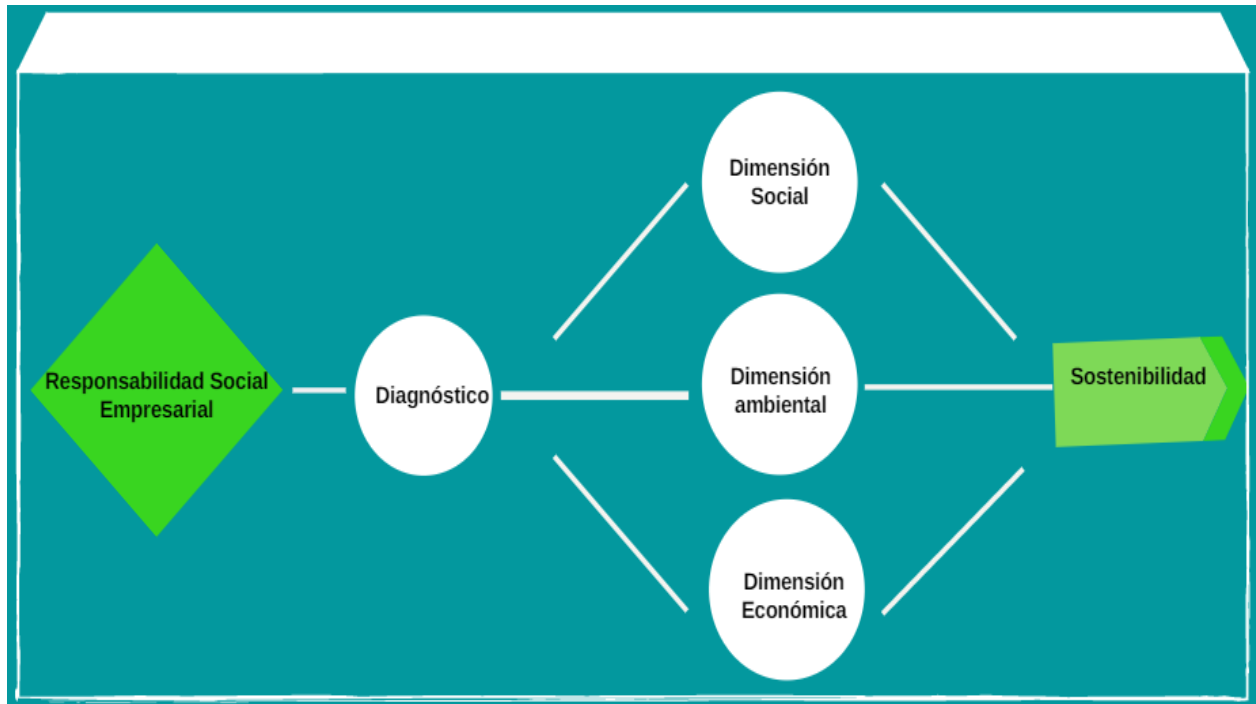 Responsabilidad Social
Empresarial
Diagnóstico
Dimensión
Social
Dimensión
ambiental
Dimensión
Económica
Sostenibilidad